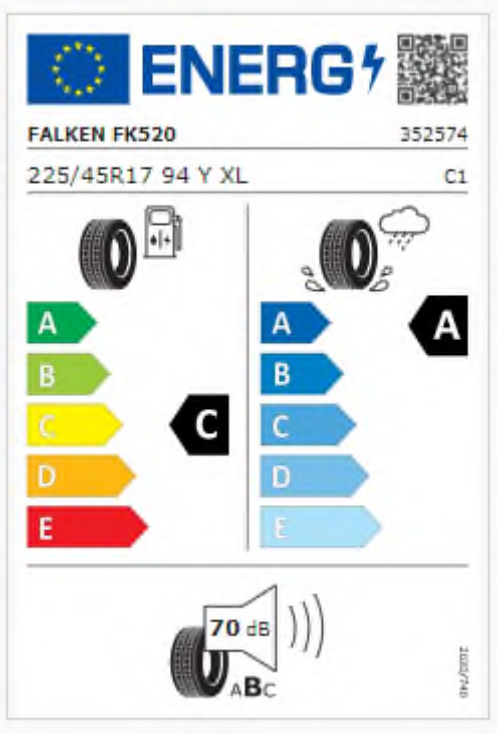 ENERG
FALKEN FK520 352574
225/45R17 94 Y XL C1
A A A
B B
C C C
D D
E E
70 dB
ABC
2020/740